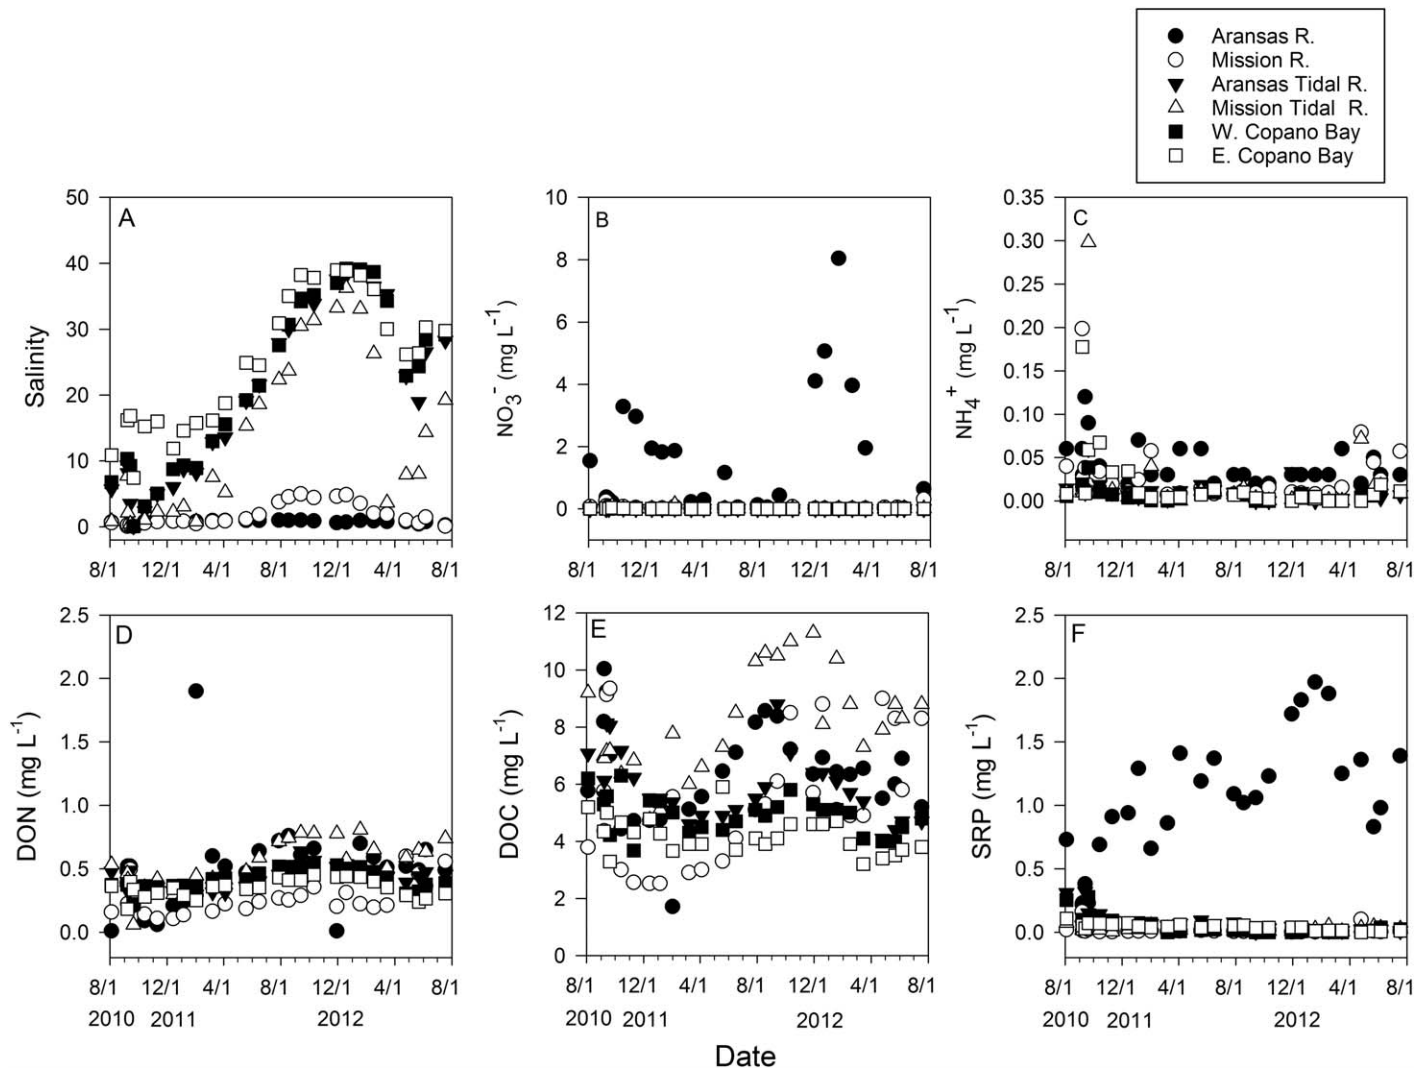 Aransas R.
Mission R.
Aransas Tidal R.
Mission Tidal R.
W. Copano Bay
E. Copano Bay
A
Salinity
50
40
30
20
10
0
8/1 12/1 4/1 8/1 12/1 4/1 8/1
B
NO3- (mg L-1)
10
8
6
4
2
0
8/1 12/1 4/1 8/1 12/1 4/1 8/1
C
NH4+ (mg L-1)
0.35
0.30
0.25
0.20
0.15
0.10
0.05
0.00
8/1 12/1 4/1 8/1 12/1 4/1 8/1
D
DON (mg L-1)
2.5
2.0
1.5
1.0
0.5
0.0
8/1 12/1 4/1 8/1 12/1 4/1 8/1
2010 2011 2012
E
DOC (mg L-1)
12
10
8
6
4
2
0
8/1 12/1 4/1 8/1 12/1 4/1 8/1
2010 2011 2012
F
SRP (mg L-1)
2.5
2.0
1.5
1.0
0.5
0.0
8/1 12/1 4/1 8/1 12/1 4/1 8/1
2010 2011 2012
Date